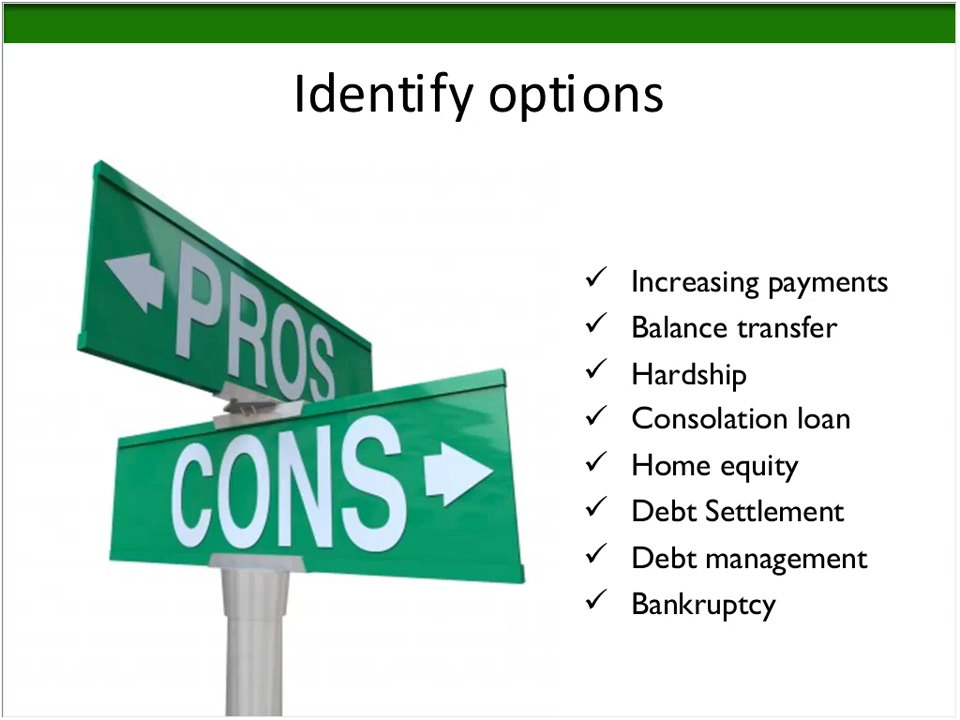 Identify options
PROS
CONS
Increasing payments
Balance transfer
Hardship
Consolation loan
Home equity
Debt Settlement
Debt management
Bankruptcy